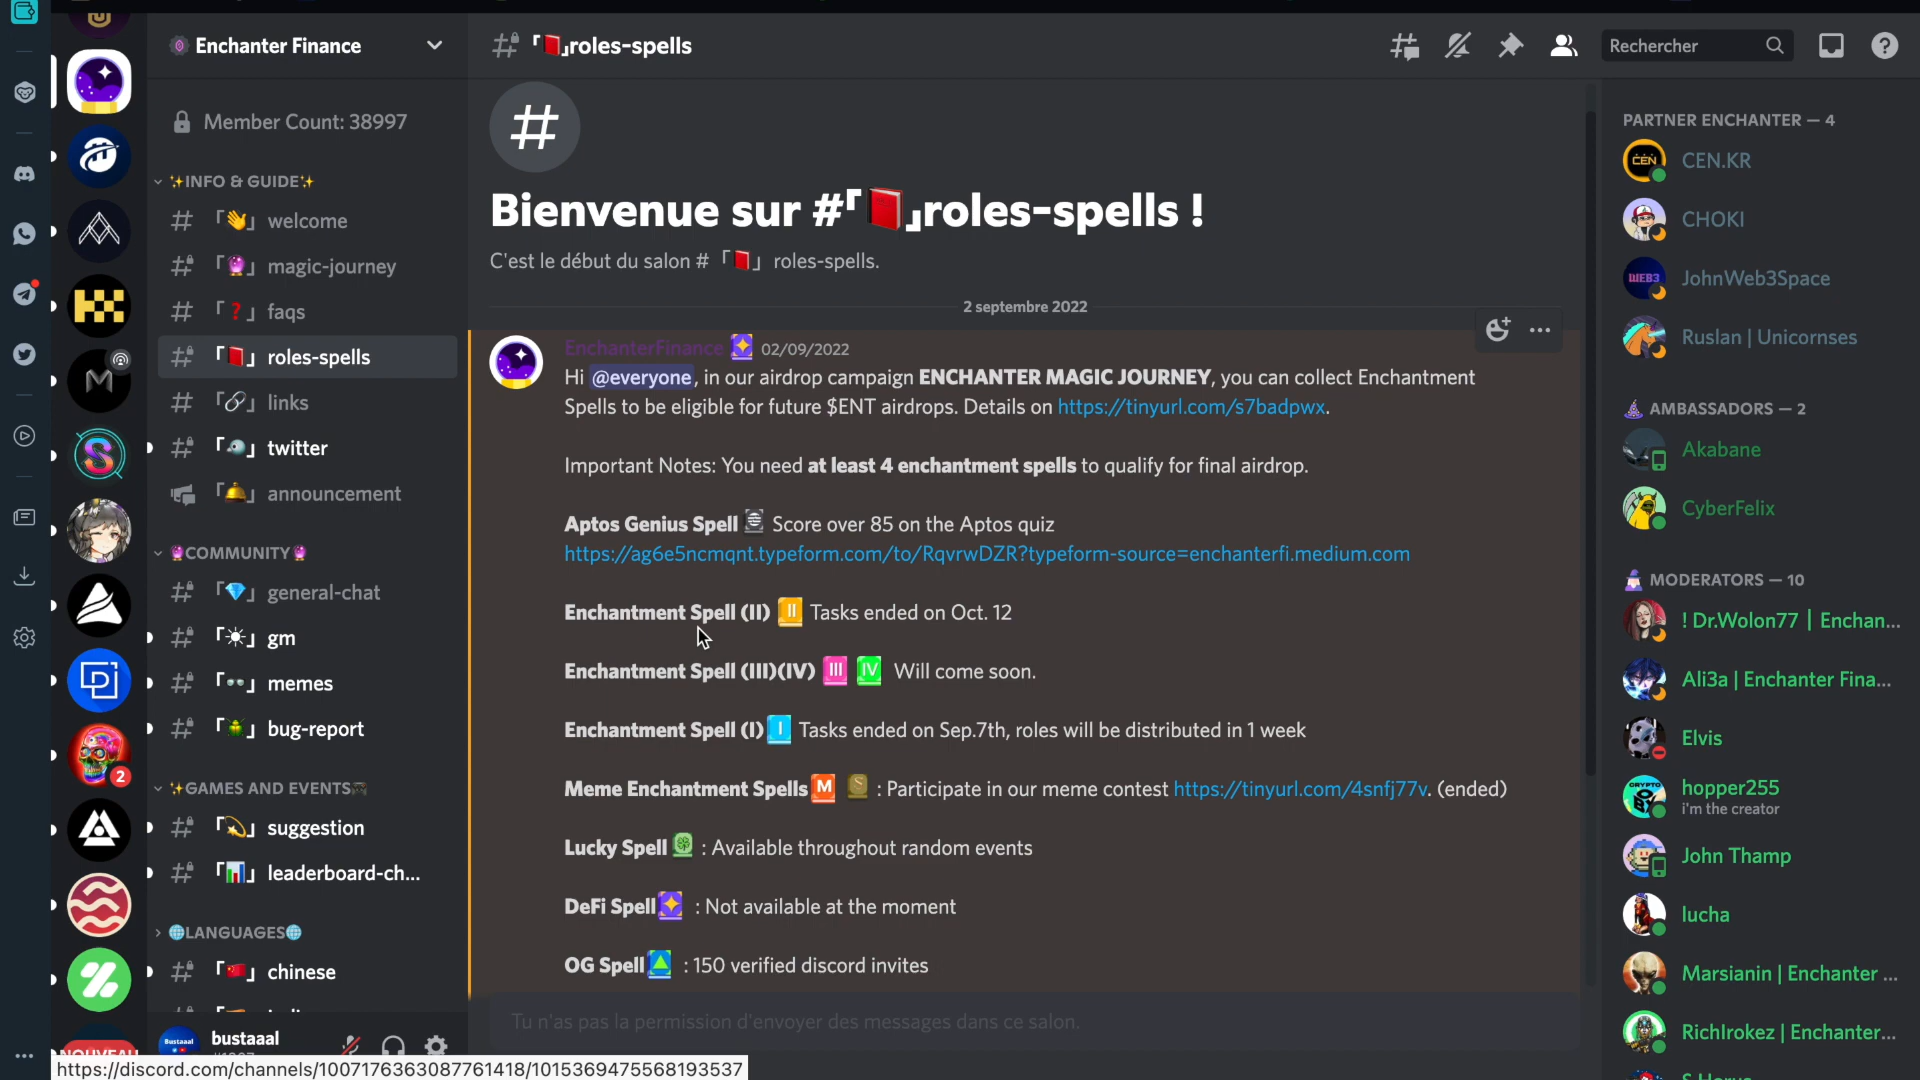 Enchanter Finance
Member Count: 38997
INFO & GUIDE
welcome
magic-journey
faqs
roles-spells
links
twitter
announcement
COMMUNITY
general-chat
gm
memes
bug-report
GAMES AND EVENTS
suggestion
leaderboard-ch...
LANGUAGES
chinese
2
NOUVEAU
bustaaal
roles-spells
Rechercher
Bienvenue sur #「📕」roles-spells !
C'est le début du salon #「📕」 roles-spells.
2 septembre 2022
EnchanterFinance 02/09/2022
Hi @everyone, in our airdrop campaign ENCHANTER MAGIC JOURNEY, you can collect Enchantment
Spells to be eligible for future $ENT airdrops. Details on https://tinyurl.com/s7badpwx.
Important Notes: You need at least 4 enchantment spells to qualify for final airdrop.
Aptos Genius Spell Score over 85 on the Aptos quiz
https://ag6e5ncmqnt.typeform.com/to/RqvrwDZR?typeform-source=enchanterfi.medium.com
Enchantment Spell (II) II Tasks ended on Oct. 12
Enchantment Spell (III)(IV) III IV Will come soon.
Enchantment Spell (I) I Tasks ended on Sep.7th, roles will be distributed in 1 week
Meme Enchantment Spells M S : Participate in our meme contest https://tinyurl.com/4snfj77v. (ended)
Lucky Spell : Available throughout random events
DeFi Spell : Not available at the moment
OG Spell : 150 verified discord invites
Tu n'as pas la permission d'envoyer des messages dans ce salon.
PARTNER ENCHANTER — 4
CEN.KR
CHOKI
JohnWeb3Space
Ruslan | Unicornses
AMBASSADORS — 2
Akabane
CyberFelix
MODERATORS — 10
! Dr.Wolon77 | Enchan...
Ali3a | Enchanter Fina...
Elvis
hopper255
i'm the creator
John Thamp
lucha
Marsianin | Enchanter ...
RichIrokez | Enchanter...
https://discord.com/channels/1007176363087761418/1015369475568193537